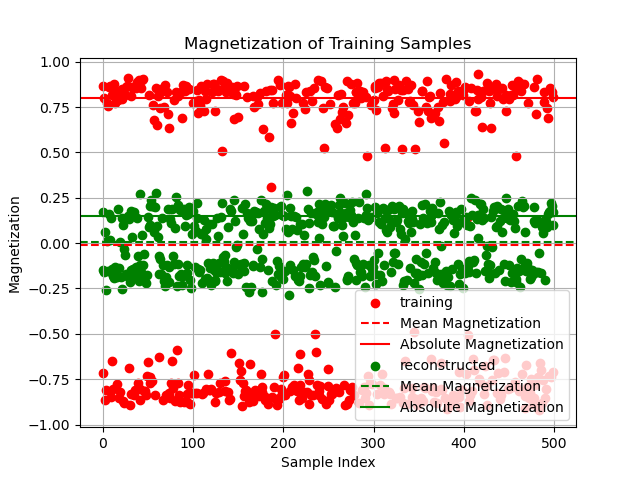 Magnetization of Training Samples
Magnetization
1.00
0.75
0.50
0.25
0.00
−0.25
−0.50
−0.75
−1.00
training
Mean Magnetization
Absolute Magnetization
reconstructed
Mean Magnetization
Absolute Magnetization
0
100
200
300
400
500
Sample Index